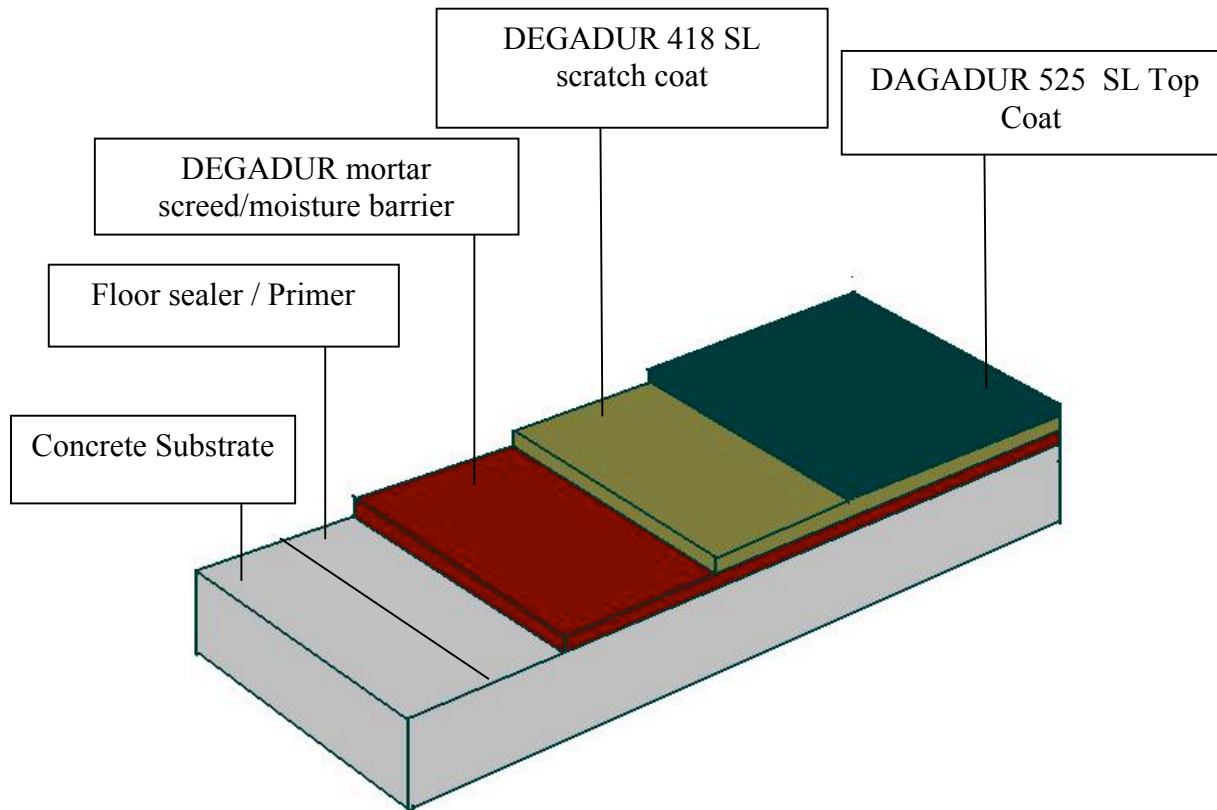 DEGADUR 418 SL
scratch coat
DAGADUR 525 SL Top
Coat
DEGADUR mortar
screed/moisture barrier
Floor sealer / Primer
Concrete Substrate